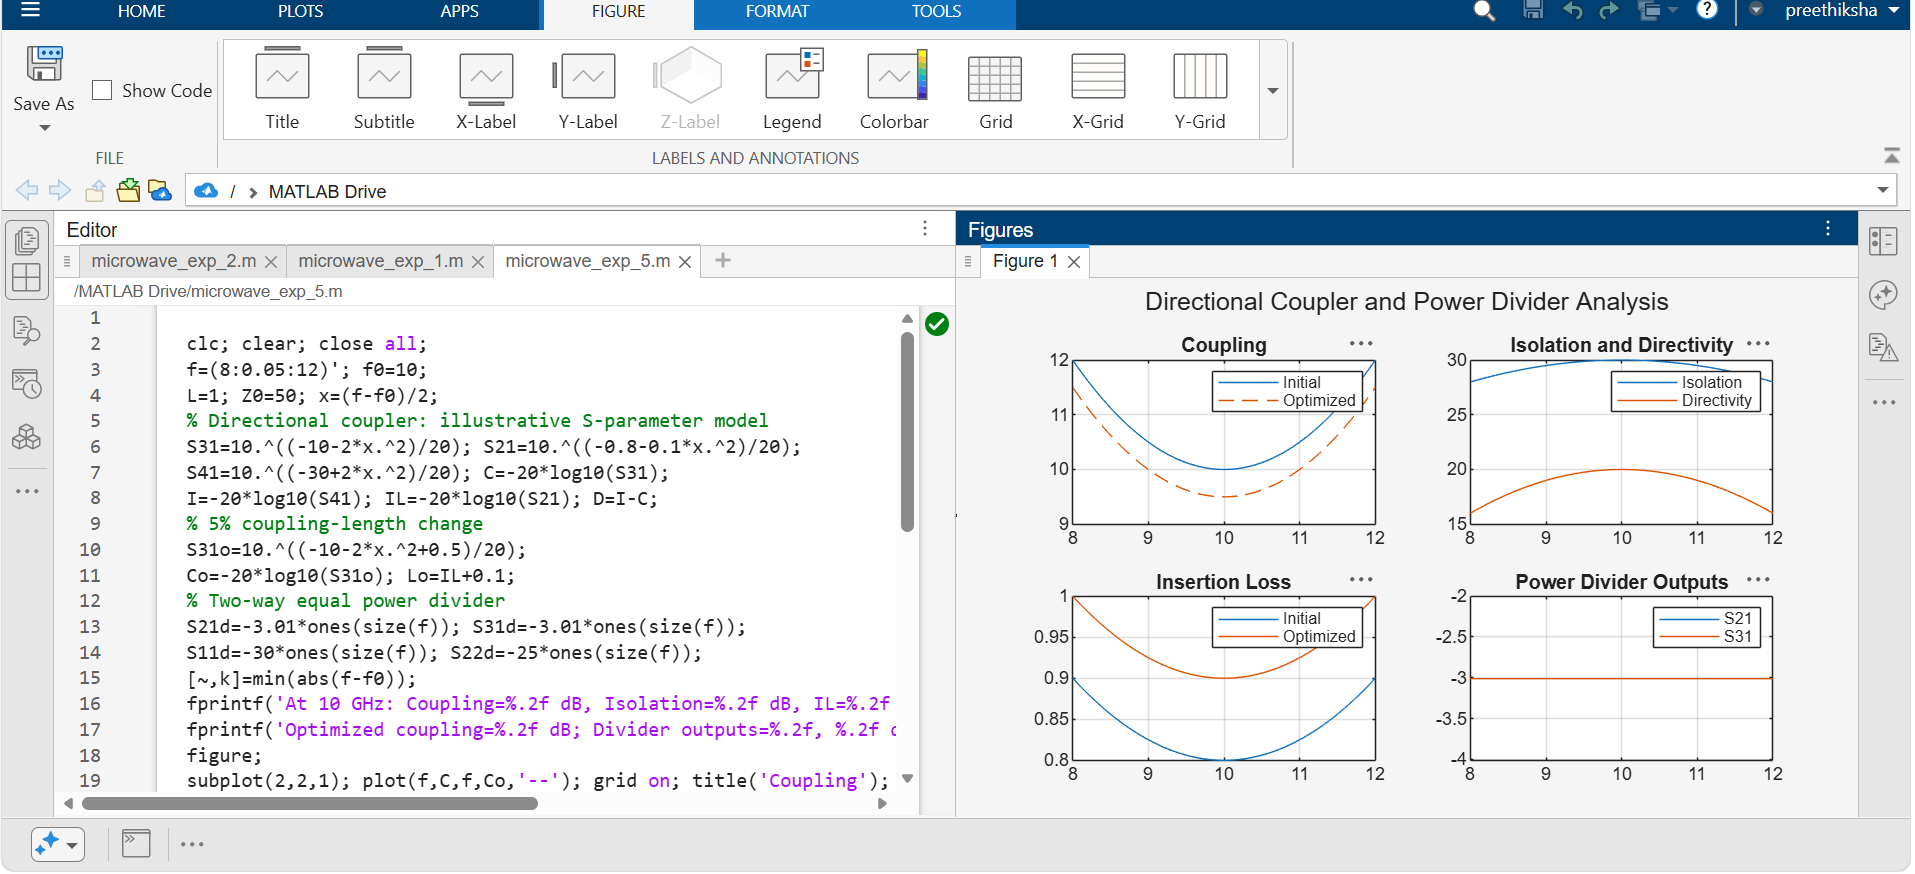 HOME PLOTS APPS FIGURE FORMAT TOOLS preethiksha
Save As
Show Code
Title Subtitle X-Label Y-Label Z-Label Legend Colorbar Grid X-Grid Y-Grid
FILE LABELS AND ANNOTATIONS
/ > MATLAB Drive
Editor
microwave_exp_2.m microwave_exp_1.m microwave_exp_5.m
/MATLAB Drive/microwave_exp_5.m
1
2 clc; clear; close all;
3 f=(8:0.05:12)'; f0=10;
4 L=1; Z0=50; x=(f-f0)/2;
5 % Directional coupler: illustrative S-parameter model
6 S31=10.^((-10-2*x.^2)/20); S21=10.^((-0.8-0.1*x.^2)/20);
7 S41=10.^((-30+2*x.^2)/20); C=-20*log10(S31);
8 I=-20*log10(S41); IL=-20*log10(S21); D=I-C;
9 % 5% coupling-length change
10 S31o=10.^((-10-2*x.^2+0.5)/20);
11 Co=-20*log10(S31o); Lo=IL+0.1;
12 % Two-way equal power divider
13 S21d=-3.01*ones(size(f)); S31d=-3.01*ones(size(f));
14 S11d=-30*ones(size(f)); S22d=-25*ones(size(f));
15 [~,k]=min(abs(f-f0));
16 fprintf('At 10 GHz: Coupling=%.2f dB, Isolation=%.2f dB, IL=%.2f
17 fprintf('Optimized coupling=%.2f dB; Divider outputs=%.2f, %.2f
18 figure;
19 subplot(2,2,1); plot(f,C,f,Co,'--'); grid on; title('Coupling');
Figures
Figure 1
Directional Coupler and Power Divider Analysis
Coupling
Initial
Optimized
12
11
10
9
8 9 10 11 12
Isolation and Directivity
Isolation
Directivity
30
25
20
15
8 9 10 11 12
Insertion Loss
Initial
Optimized
1
0.95
0.9
0.85
0.8
8 9 10 11 12
Power Divider Outputs
S21
S31
-2
-2.5
-3
-3.5
-4
8 9 10 11 12